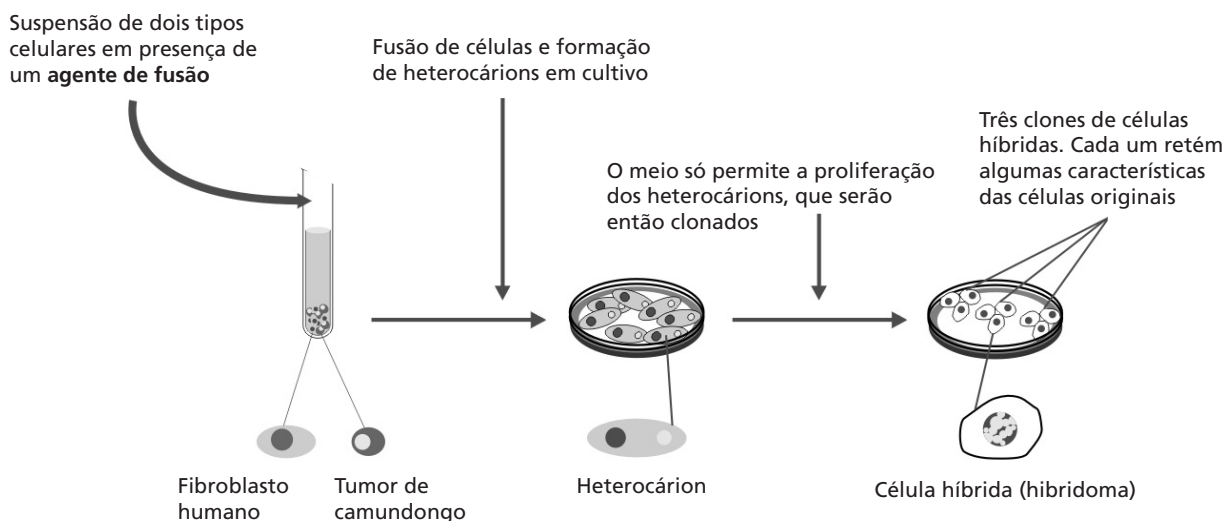 Suspensão de dois tipos
celulares em presença de
um agente de fusão
Fusão de células e formação
de heterocárions em cultivo
O meio só permite a proliferação
dos heterocárions, que serão
então clonados
Três clones de células
híbridas. Cada um retém
algumas características
das células originais
Fibroblasto
humano
Tumor de
camundongo
Heterocárion
Célula híbrida (hibridoma)